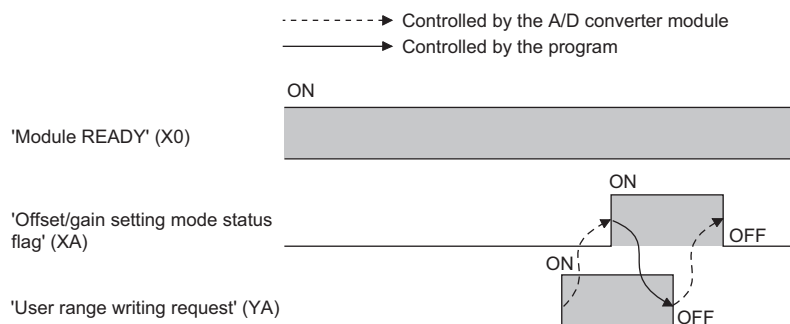 Controlled by the A/D converter module
Controlled by the program
ON
'Module READY' (X0)
ON
'Offset/gain setting mode status
flag' (XA)
OFF
ON
'User range writing request' (YA)
OFF